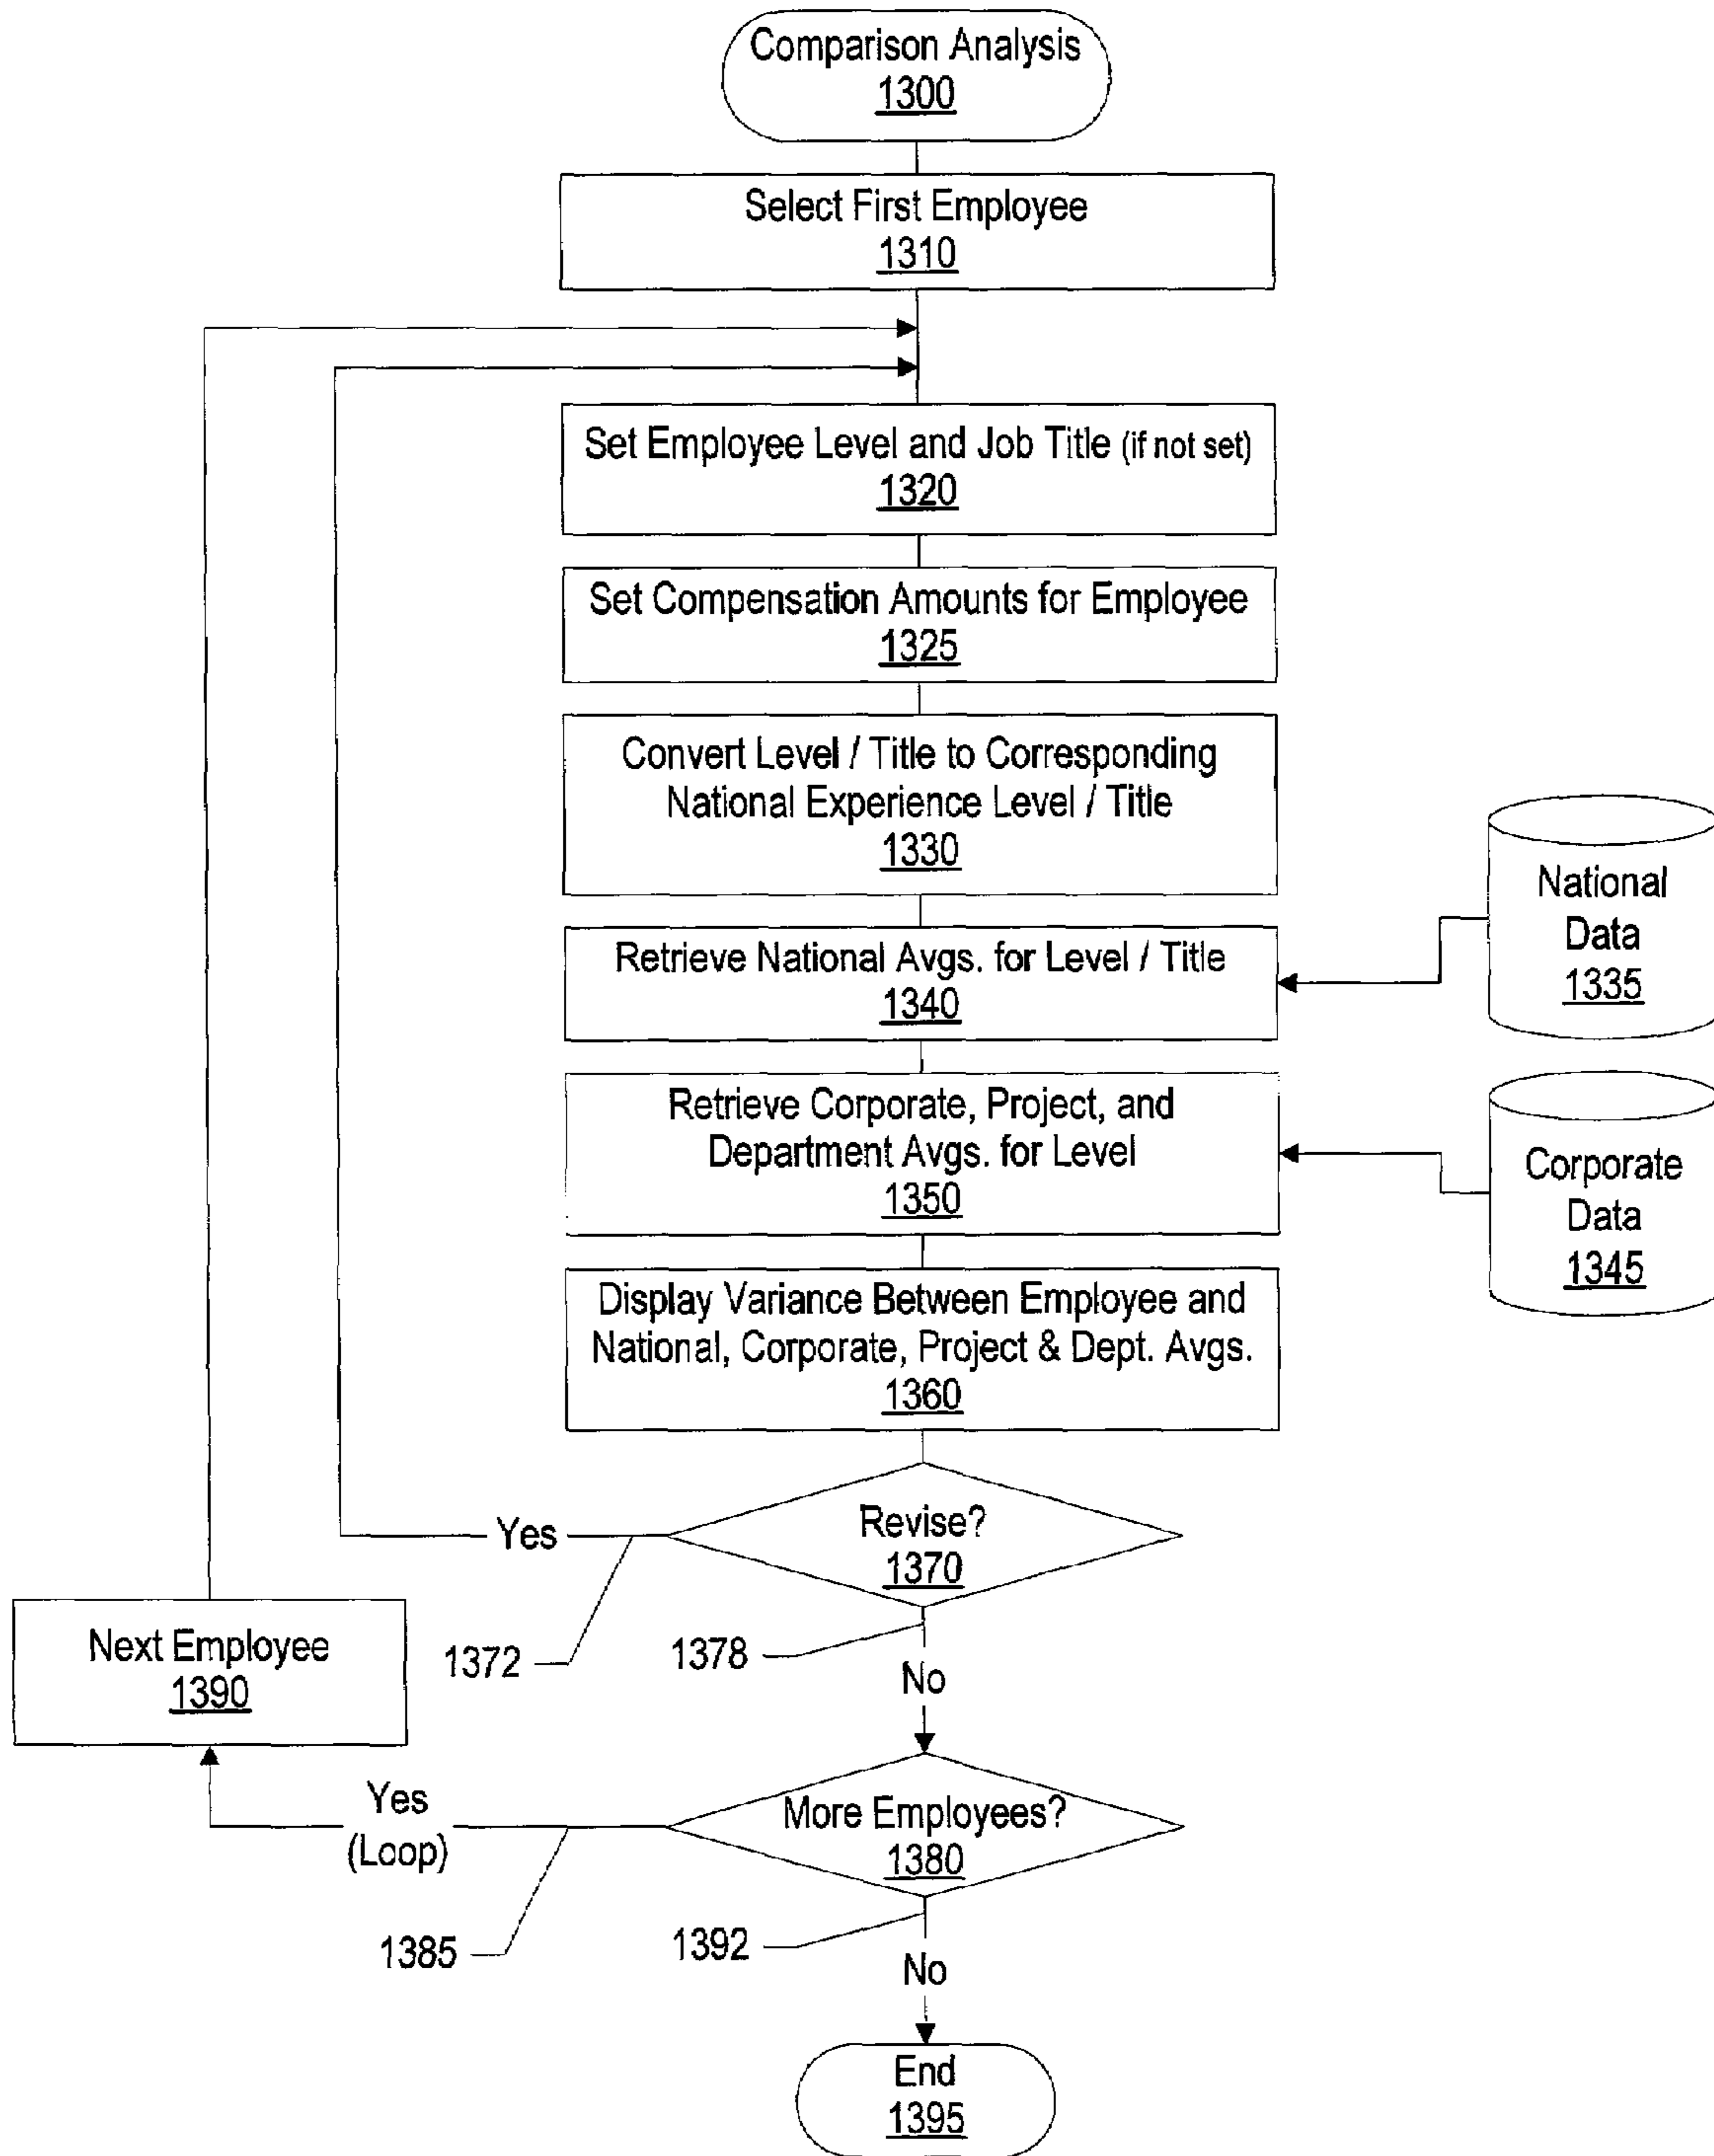 Comparison Analysis
1300
Select First Employee
1310
Set Employee Level and Job Title (if not set)
1320
Set Compensation Amounts for Employee
1325
Convert Level / Title to Corresponding
National Experience Level / Title
1330
National
Data
1335
Retrieve National Avgs. for Level / Title
1340
Retrieve Corporate, Project, and
Department Avgs. for Level
1350
Corporate
Data
1345
Display Variance Between Employee and
National, Corporate, Project & Dept. Avgs.
1360
Revise?
1370
Yes
1372
1378
No
Next Employee
1390
More Employees?
1380
Yes
(Loop)
1385
1392
No
End
1395